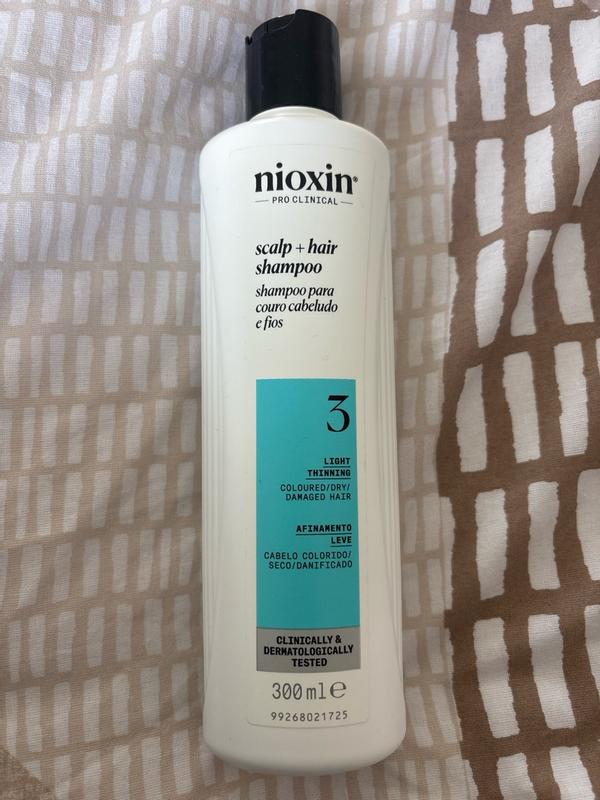 nioxin®
PRO CLINICAL
scalp + hair
shampoo
shampoo para
couro cabeludo
e fios
3
LIGHT
THINNING
COLOURED/DRY/
DAMAGED HAIR
AFINAMENTO
LEVE
CABELO COLORIDO/
SECO/DANIFICADO
CLINICALLY &
DERMATOLOGICALLY
TESTED
300 ml ℮
99268021725